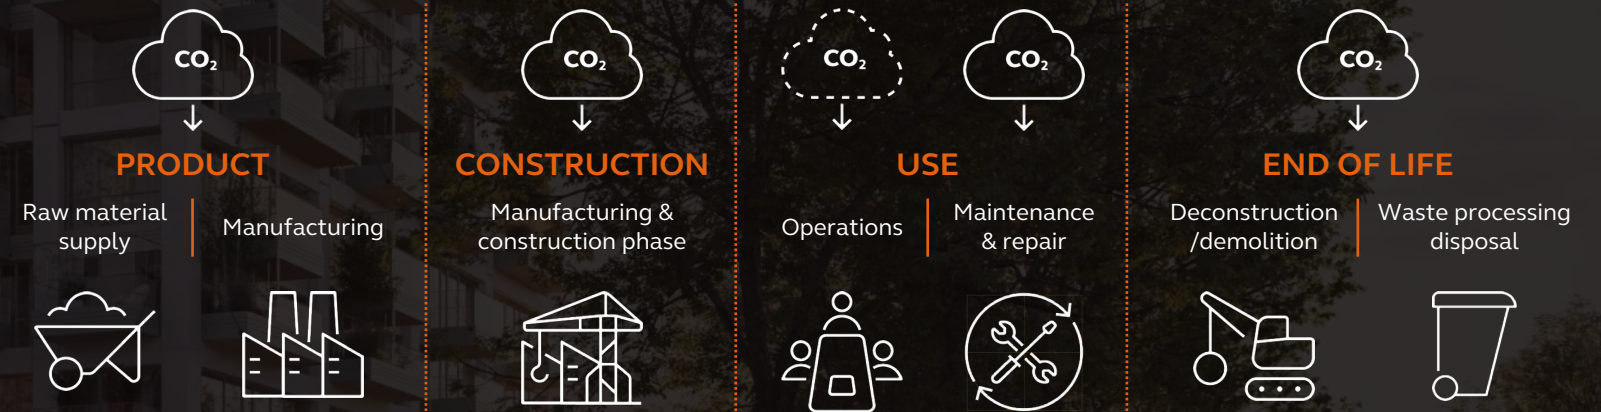 CO₂
CO₂
CO₂
CO₂
CO₂
PRODUCT
CONSTRUCTION
USE
END OF LIFE
Raw material
supply
Manufacturing
Manufacturing &
construction phase
Operations
Maintenance
& repair
Deconstruction
/demolition
Waste processing
disposal